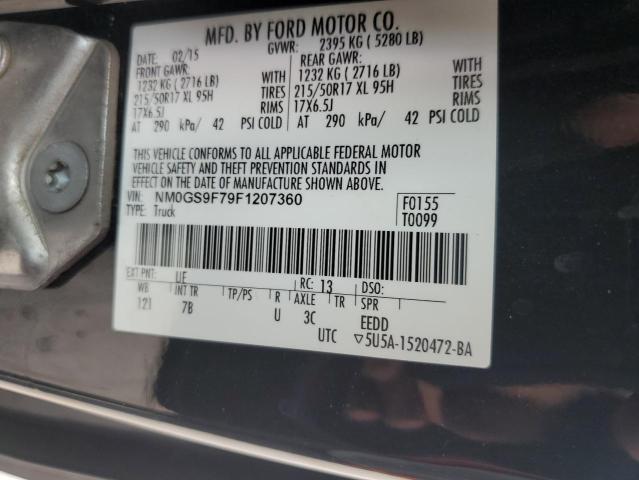 MFD. BY FORD MOTOR CO.
DATE: 02/15 GVWR: 2395 KG ( 5280 LB)
FRONT GAWR: REAR GAWR:
1232 KG ( 2716 LB) WITH 1232 KG ( 2716 LB) WITH
215/50R17 XL 95H TIRES 215/50R17 XL 95H TIRES
17X6.5J RIMS 17X6.5J RIMS
AT 290 kPa/ 42 PSI COLD AT 290 kPa/ 42 PSI COLD
THIS VEHICLE CONFORMS TO ALL APPLICABLE FEDERAL MOTOR
VEHICLE SAFETY AND THEFT PREVENTION STANDARDS IN
EFFECT ON THE DATE OF MANUFACTURE SHOWN ABOVE.
VIN: NM0GS9F79F1207360 F0155
TYPE: Truck T0099
EXT PNT: UE RC: 13 DSO:
WB INT TR TP/PS R AXLE TR SPR
121 7B U 3C EEDD
UTC ▽5U5A-1520472-BA